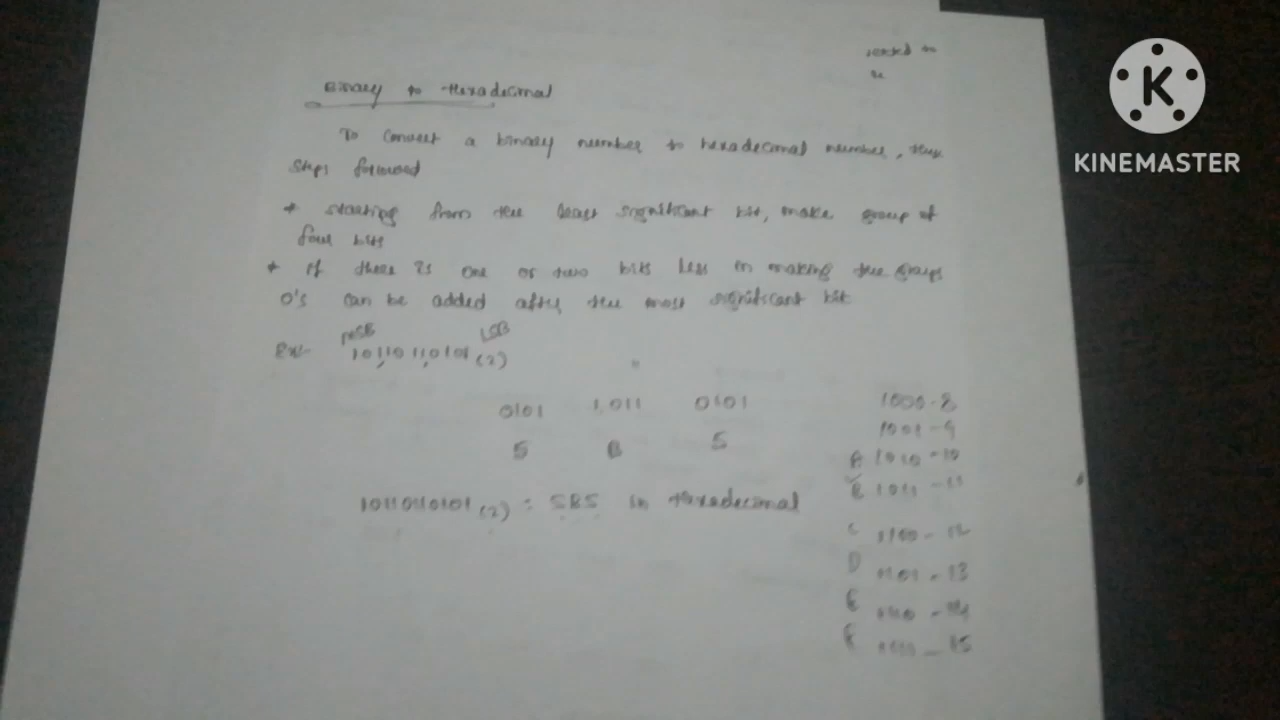 Binary to Hexadecimal
To convert a binary number to hexadecimal number, these
steps followed
* starting from the least significant bit, make group of
four bits
* If there is one or two bits less in making the groups
0's can be added after the most significant bit
MSB LSB
Ex:- 10110110101 (2)
0101 1011 0101
5 B 5
10110110101 (2) = 5B5 in Hexadecimal
1000 - 8
1001 - 9
A 1010 - 10
B 1011 - 11
C 1100 - 12
D 1101 - 13
E 1110 - 14
F 1111 - 15
KINEMASTER